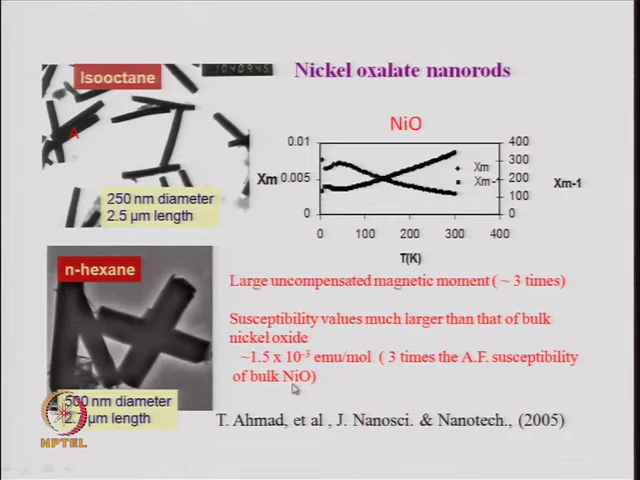 Isooctane
1040945
Nickel oxalate nanorods
A
250 nm diameter
2.5 µm length
NiO
0.01
0.005
0
Xm
400
300
200
100
0
Xm-1
Xm
Xm-
0 100 200 300 400
T(K)
n-hexane
500 nm diameter
2. µm length
NPTEL
Large uncompensated magnetic moment ( ~ 3 times)
Susceptibility values much larger than that of bulk
nickel oxide
~1.5 x 10⁻³ emu/mol ( 3 times the A.F. susceptibility
of bulk NiO)
T. Ahmad, et al , J. Nanosci. & Nanotech., (2005)